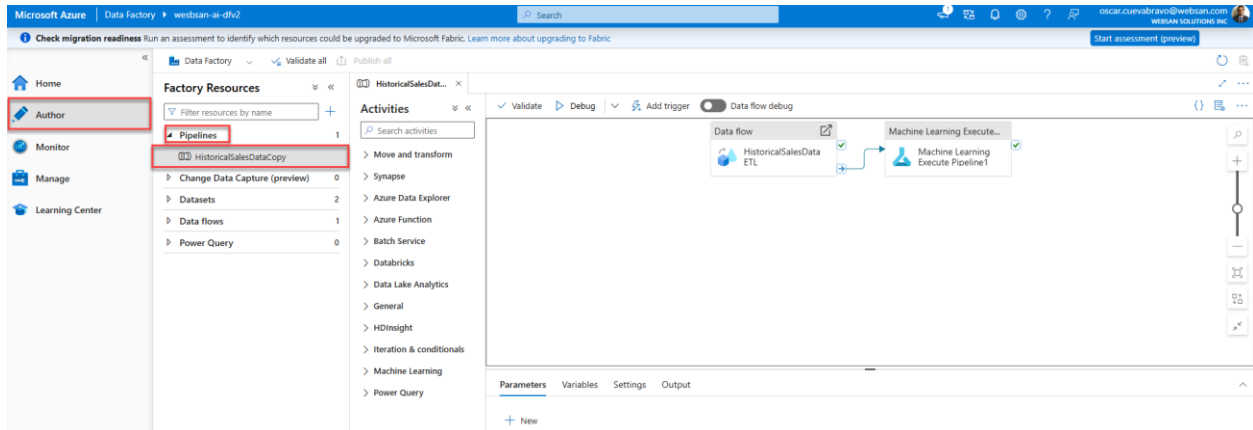 Microsoft Azure | Data Factory ▸ wesbsan-ai-dfv2
Search
oscar.cuevabravo@websan.com
WEBSAN SOLUTIONS INC
Check migration readiness Run an assessment to identify which resources could be upgraded to Microsoft Fabric. Learn more about upgrading to Fabric
Start assessment (preview)
Data Factory
Validate all
Publish all
Home
Author
Monitor
Manage
Learning Center
Factory Resources
Filter resources by name
Pipelines 1
HistoricalSalesDataCopy
Change Data Capture (preview) 0
Datasets 2
Data flows 1
Power Query 0
HistoricalSalesDat...
Activities
Search activities
Move and transform
Synapse
Azure Data Explorer
Azure Function
Batch Service
Databricks
Data Lake Analytics
General
HDInsight
Iteration & conditionals
Machine Learning
Power Query
Validate
Debug
Add trigger
Data flow debug
Data flow
HistoricalSalesData
ETL
Machine Learning Execute...
Machine Learning
Execute Pipeline1
Parameters Variables Settings Output
New